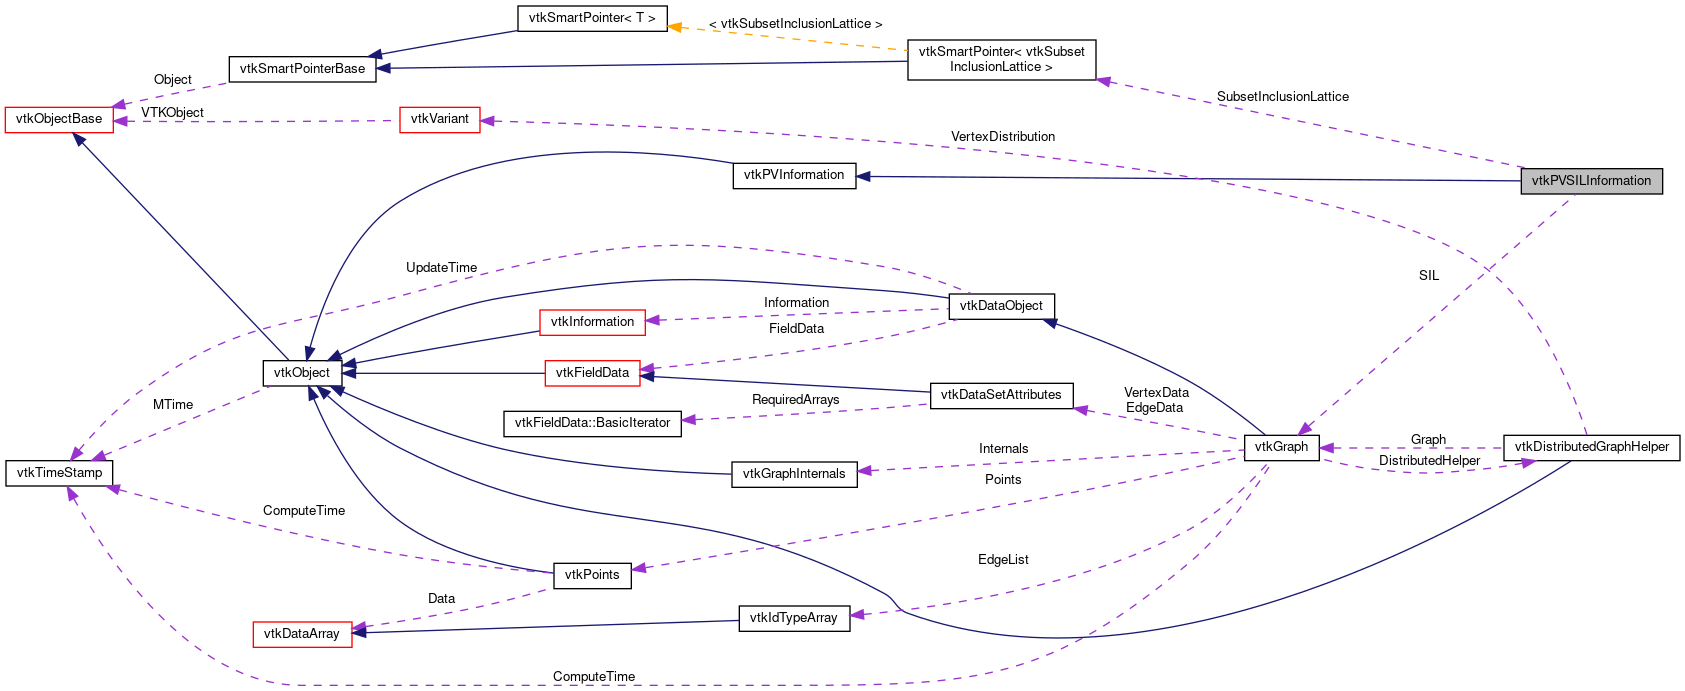 vtkSmartPointer< T >
< vtkSubsetInclusionLattice >
vtkSmartPointer< vtkSubset
InclusionLattice >
vtkSmartPointerBase
Object
SubsetInclusionLattice
vtkObjectBase
VTKObject
vtkVariant
VertexDistribution
vtkPVInformation
vtkPVSILInformation
UpdateTime
SIL
Information
vtkDataObject
vtkInformation
FieldData
vtkObject
vtkFieldData
MTime
RequiredArrays
vtkDataSetAttributes
VertexData
EdgeData
vtkFieldData::BasicIterator
vtkGraph
Graph
vtkDistributedGraphHelper
Internals
DistributedHelper
vtkTimeStamp
vtkGraphInternals
Points
ComputeTime
EdgeList
vtkPoints
Data
vtkIdTypeArray
vtkDataArray
ComputeTime